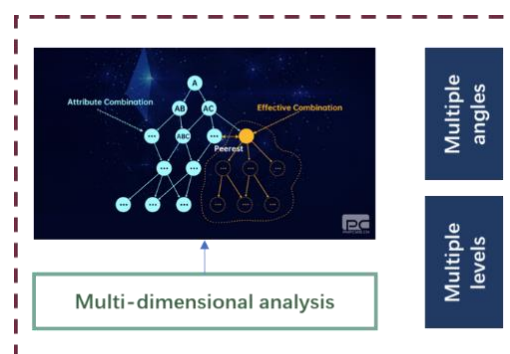 A
Attribute Combination
AB
AC
Effective Combination
...
ABC
...
Peerest
...
...
...
...
...
Multi-dimensional analysis
Multiple
angles
Multiple
levels